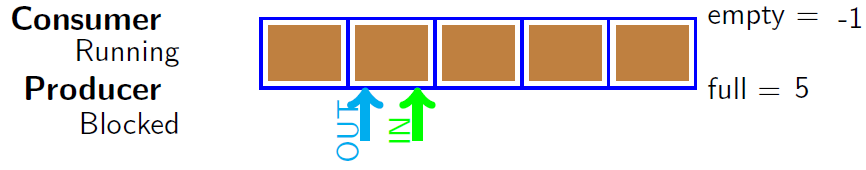 Consumer
Running
Producer
Blocked
OUT
IN
empty = -1
full = 5